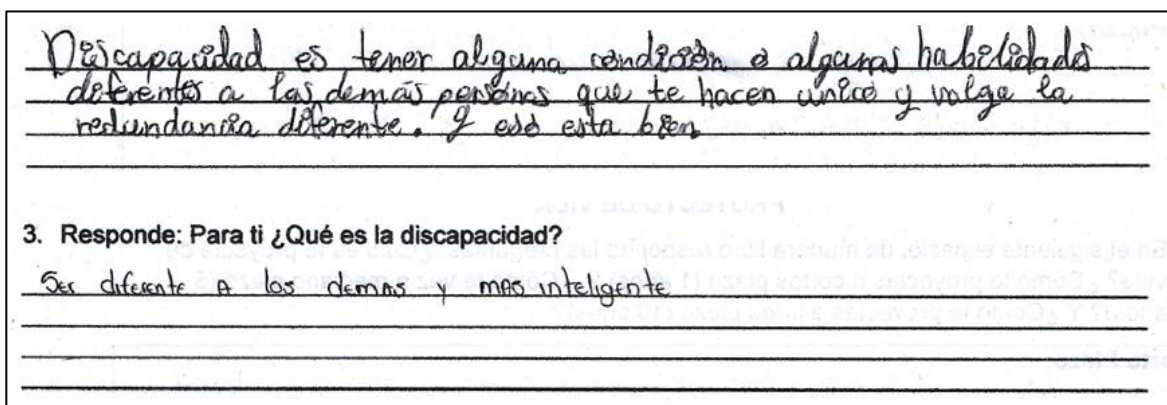 Discapacidad es tener alguna condición o algunas habilidades
diferentes a las demás personas que te hacen único y valga la
redundancia diferente. Y eso esta bien
3. Responde: Para ti ¿Qué es la discapacidad?
Ser diferente A los demas y mas inteligente